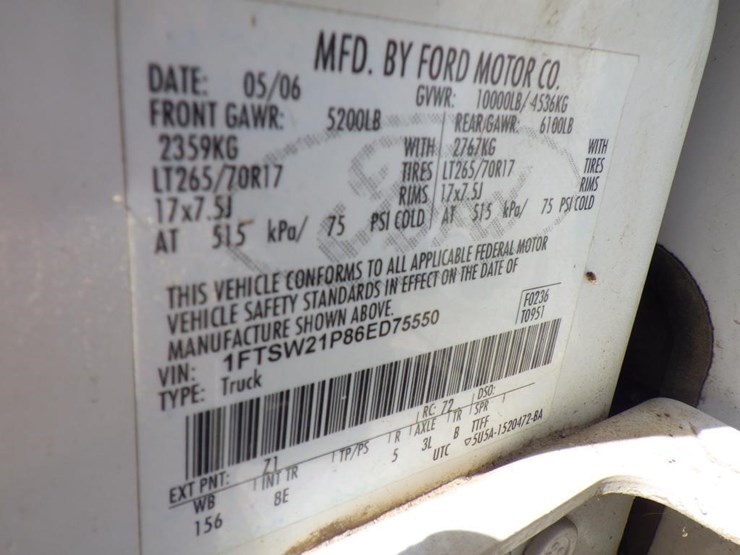 MFD. BY FORD MOTOR CO.
DATE: 05/06 GVWR: 10000LB/4536KG
FRONT GAWR: 5200LB REAR GAWR: 6100LB
2359KG WITH 2767KG WITH
LT265/70R17 TIRES LT265/70R17 TIRES
17x7.5J RIMS 17x7.5J RIMS
AT 515 kPa/ 75 PSI COLD AT 515 kPa/ 75 PSI COLD
THIS VEHICLE CONFORMS TO ALL APPLICABLE FEDERAL MOTOR
VEHICLE SAFETY STANDARDS IN EFFECT ON THE DATE OF
MANUFACTURE SHOWN ABOVE.
VIN: 1FTSW21P86ED75550
TYPE: Truck
F0236
T0951
EXT PNT: Z1 RC: 72 DSO:
WB INT TR TP/PS R AXLE TR SPR
156 8E 5 3L B TTFF
UTC 5U5A-1520472-BA